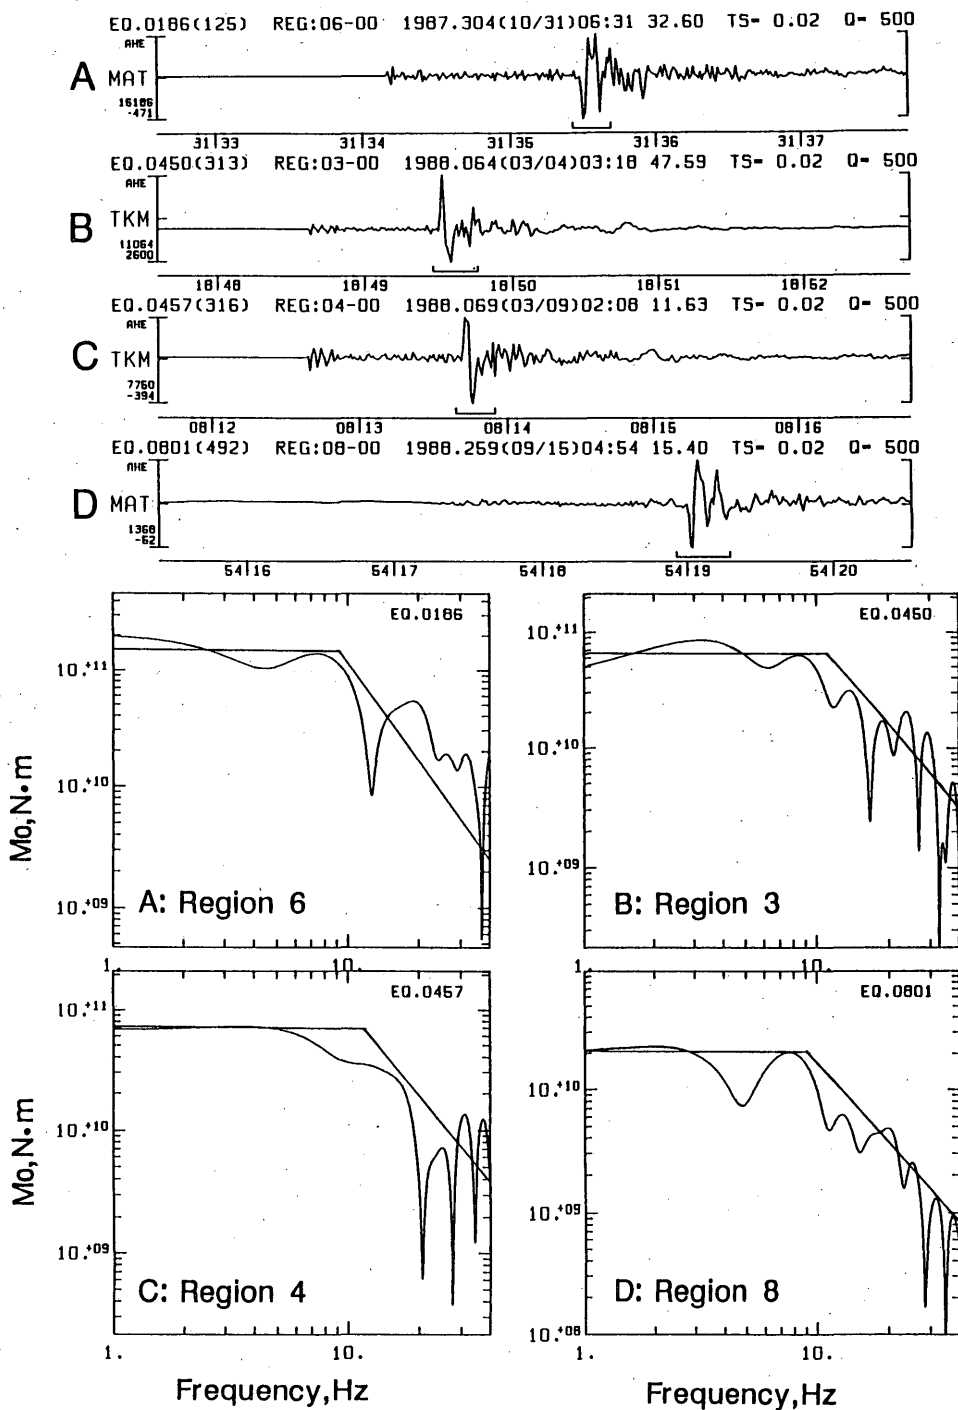 EQ.0186(125) REG:06-00 1987.304(10/31)06:31 32.60 TS= 0.02 Q= 500
AHE
A MAT
16186
-471
31|33 31|34 31|35 31|36 31|37
EQ.0450(313) REG:03-00 1988.064(03/04)03:18 47.59 TS= 0.02 Q= 500
AHE
B TKM
11064
2600
18|48 18|49 18|50 18|51 18|52
EQ.0457(316) REG:04-00 1988.069(03/09)02:08 11.63 TS= 0.02 Q= 500
AHE
C TKM
7760
-394
08|12 08|13 08|14 08|15 08|16
EQ.0801(492) REG:08-00 1988.259(09/15)04:54 15.40 TS= 0.02 Q= 500
AHE
D MAT
1368
-62
54|16 54|17 54|18 54|19 54|20
EQ.0186
10.+11
10.+10
10.+09
Mo,N•m
A: Region 6
1. 10.
EQ.0450
10.+11
10.+10
10.+09
B: Region 3
1. 10.
EQ.0457
10.+11
10.+10
10.+09
Mo,N•m
C: Region 4
1. 10.
Frequency,Hz
EQ.0801
10.+10
10.+09
10.+08
D: Region 8
1. 10.
Frequency,Hz